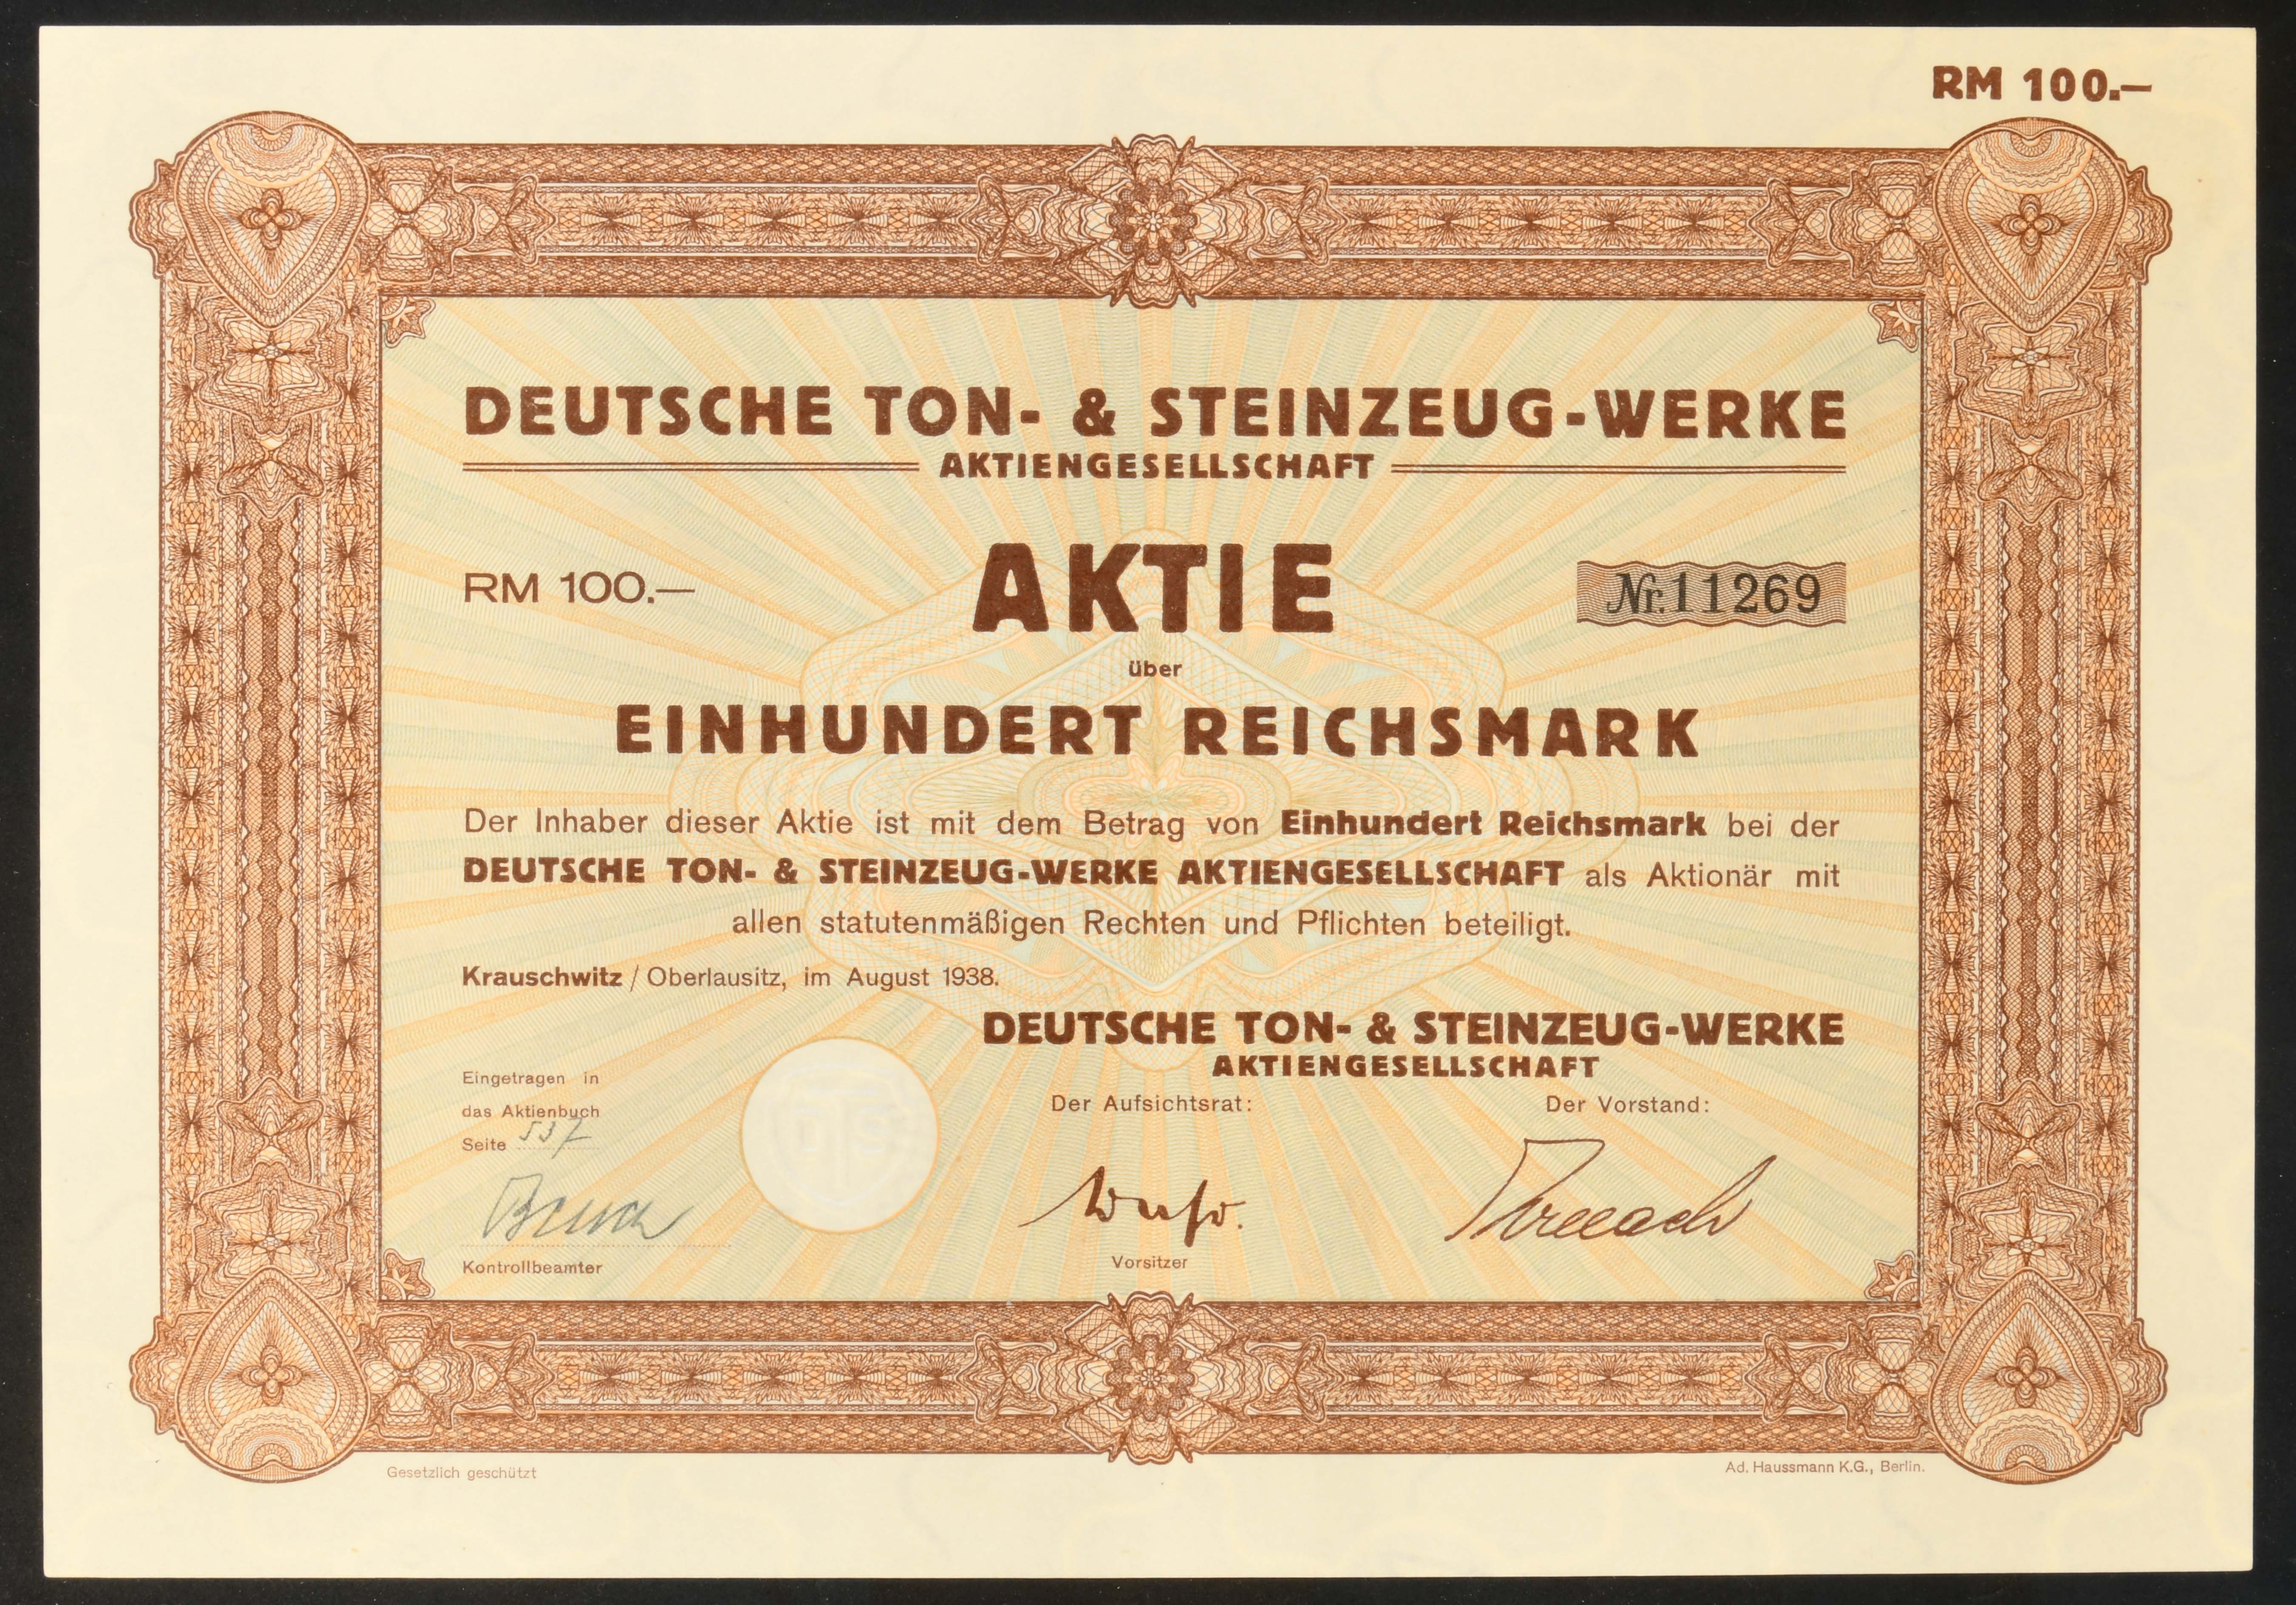 RM 100.—
DEUTSCHE TON- & STEINZEUG-WERKE
AKTIENGESELLSCHAFT
RM 100.—
AKTIE
Nr. 11269
über
EINHUNDERT REICHSMARK
Der Inhaber dieser Aktie ist mit dem Betrag von Einhundert Reichsmark bei der
DEUTSCHE TON- & STEINZEUG-WERKE AKTIENGESELLSCHAFT als Aktionär mit
allen statutenmäßigen Rechten und Pflichten beteiligt.
Krauschwitz / Oberlausitz, im August 1938.
DEUTSCHE TON- & STEINZEUG-WERKE
AKTIENGESELLSCHAFT
Eingetragen in
das Aktienbuch
Seite 537
Kontrollbeamter
DTS
Der Aufsichtsrat:
Vorsitzer
Der Vorstand:
Gesetzlich geschützt
Ad. Haussmann K.G., Berlin.